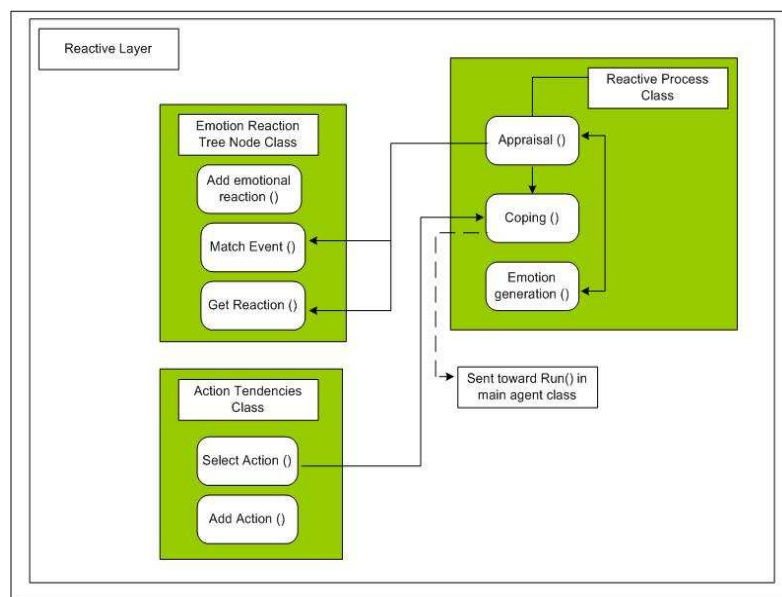 Reactive Layer
Emotion Reaction
Tree Node Class
Add emotional
reaction ()
Match Event ()
Get Reaction ()
Action Tendencies
Class
Select Action ()
Add Action ()
Reactive Process
Class
Appraisal ()
Coping ()
Emotion
generation ()
Sent toward Run() in
main agent class